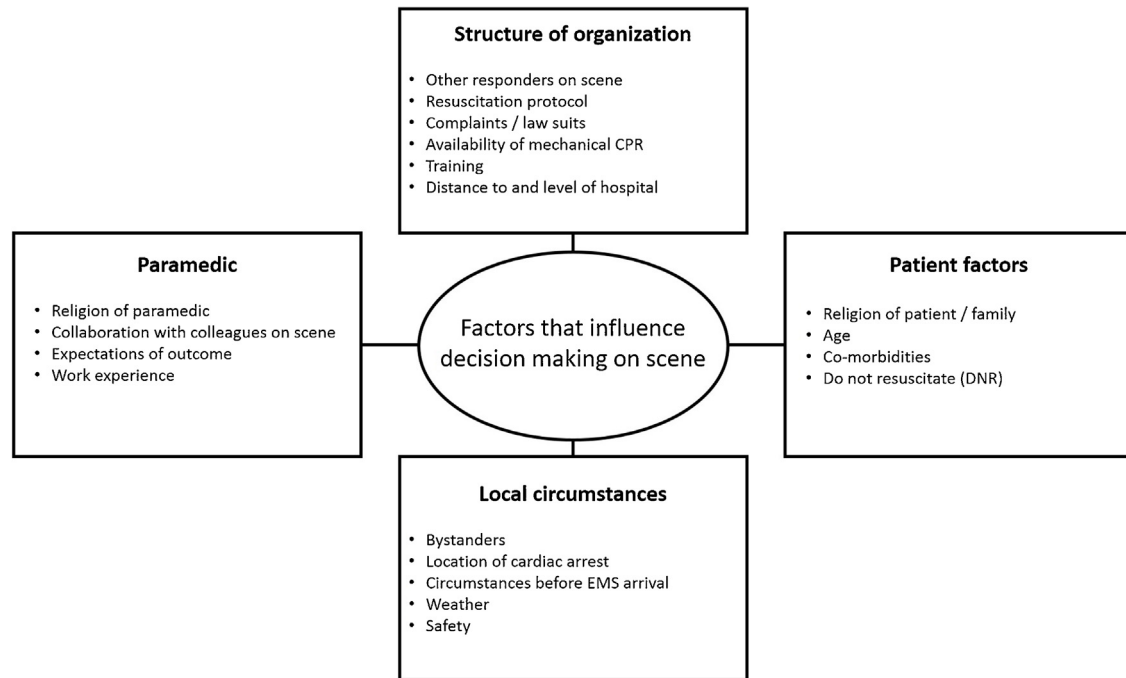 Structure of organization
• Other responders on scene
• Resuscitation protocol
• Complaints / law suits
• Availability of mechanical CPR
• Training
• Distance to and level of hospital
Paramedic
• Religion of paramedic
• Collaboration with colleagues on scene
• Expectations of outcome
• Work experience
Factors that influence
decision making on scene
Patient factors
• Religion of patient / family
• Age
• Co-morbidities
• Do not resuscitate (DNR)
Local circumstances
• Bystanders
• Location of cardiac arrest
• Circumstances before EMS arrival
• Weather
• Safety